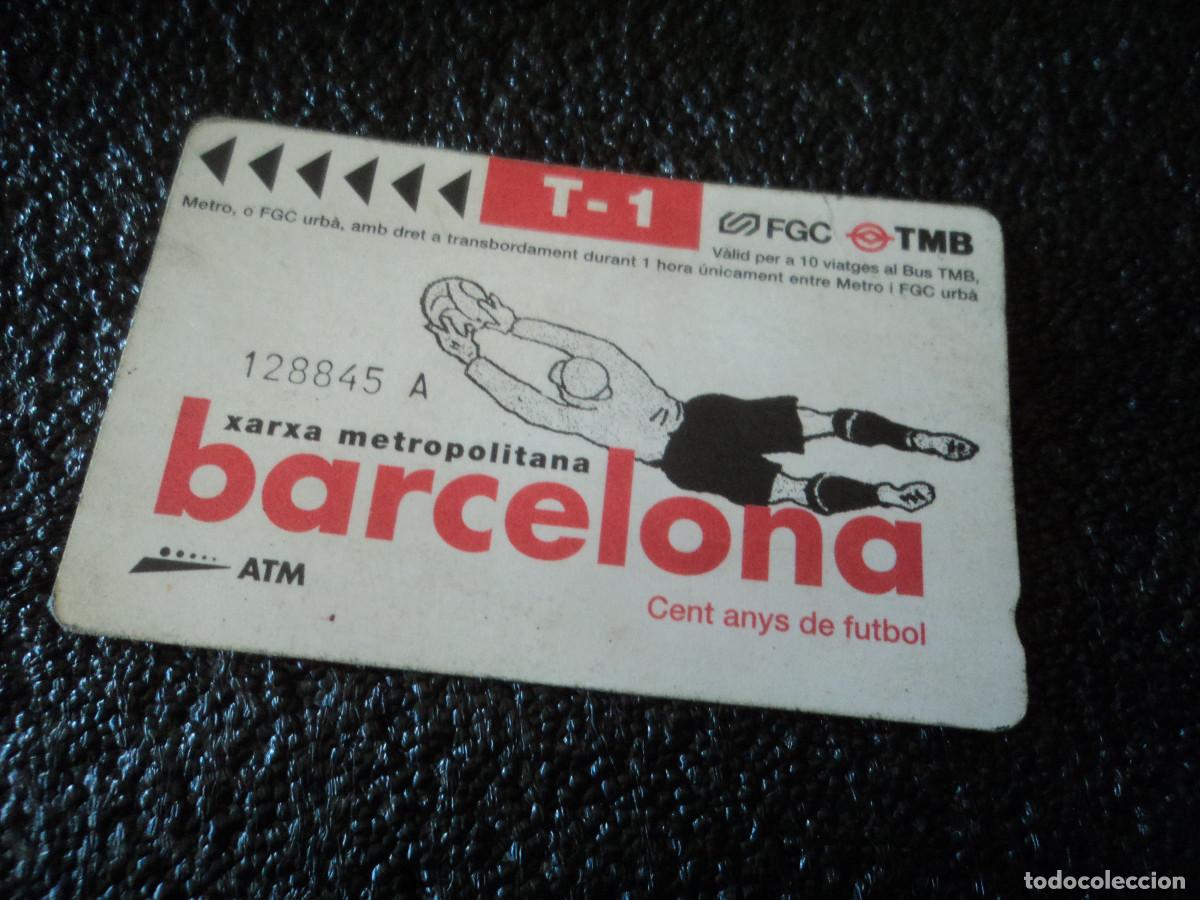 T-1
FGC TMB
Vàlid per a 10 viatges al Bus TMB,
Metro, o FGC urbà, amb dret a transbordament durant 1 hora únicament entre Metro i FGC urbà
128845 A
xarxa metropolitana
barcelona
ATM
Cent anys de futbol
todocoleccion